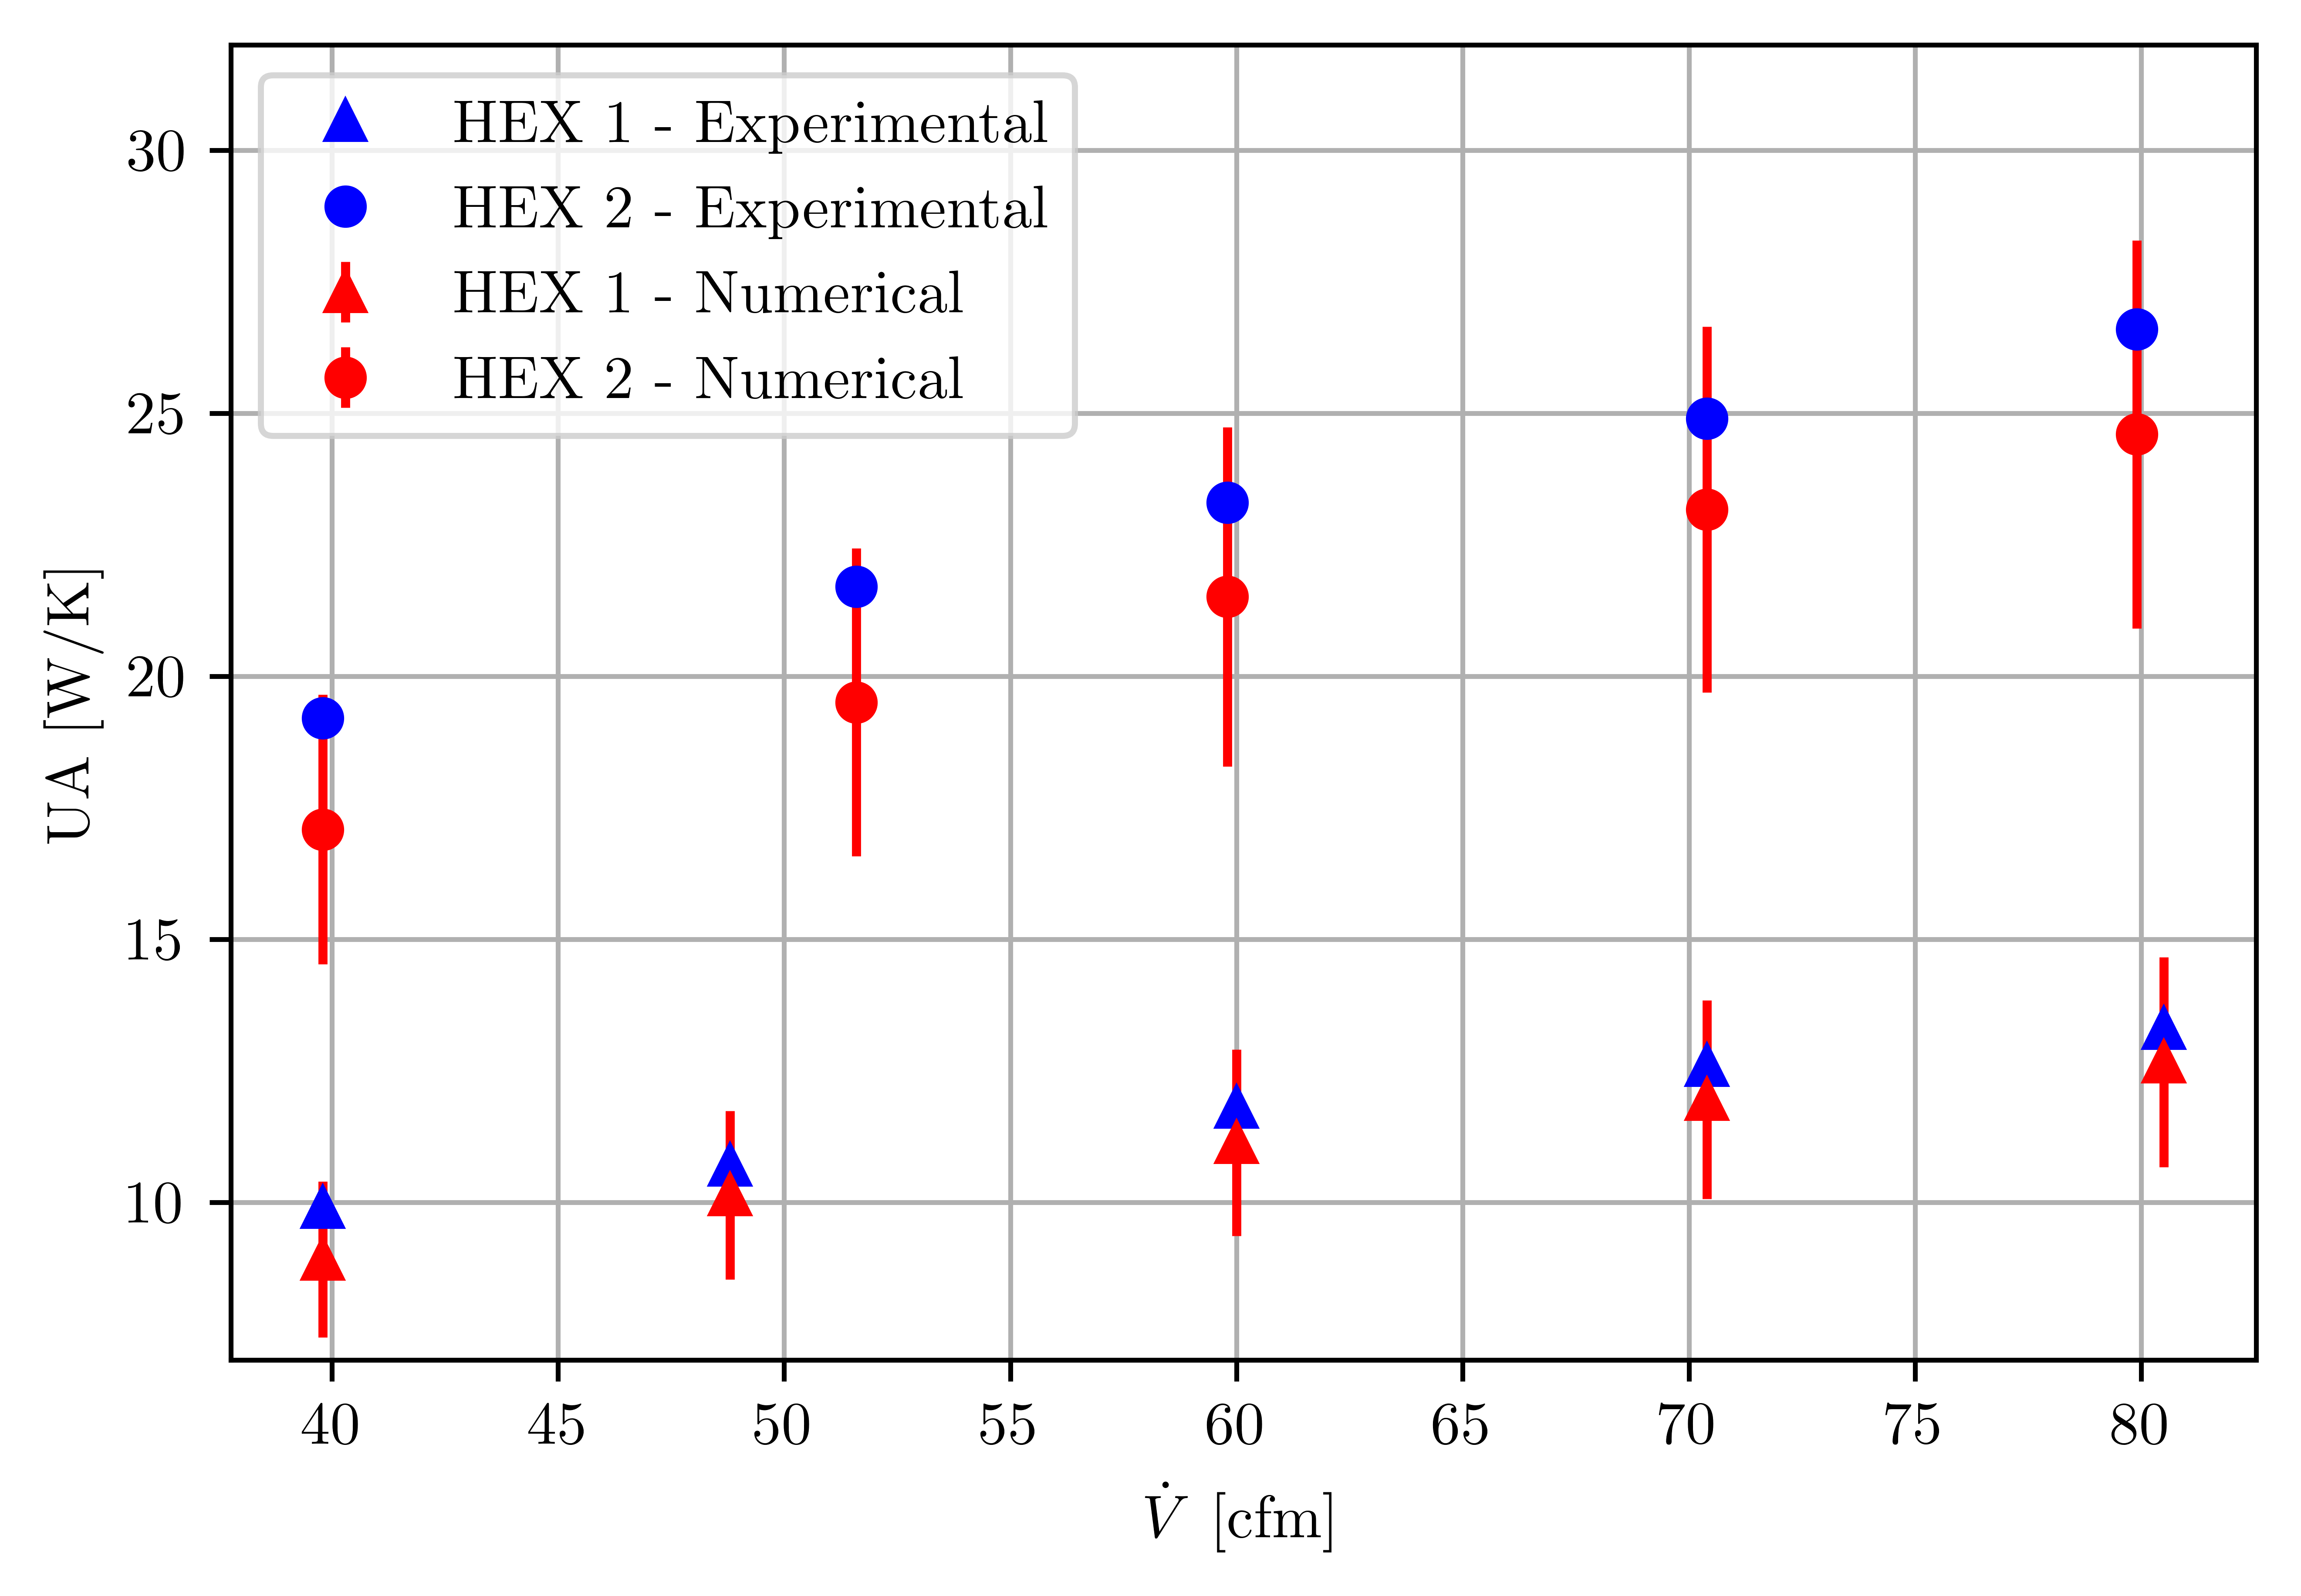 HEX 1 - Experimental
HEX 2 - Experimental
HEX 1 - Numerical
HEX 2 - Numerical
30
25
20
15
10
UA [W/K]
40 45 50 55 60 65 70 75 80
V̇ [cfm]